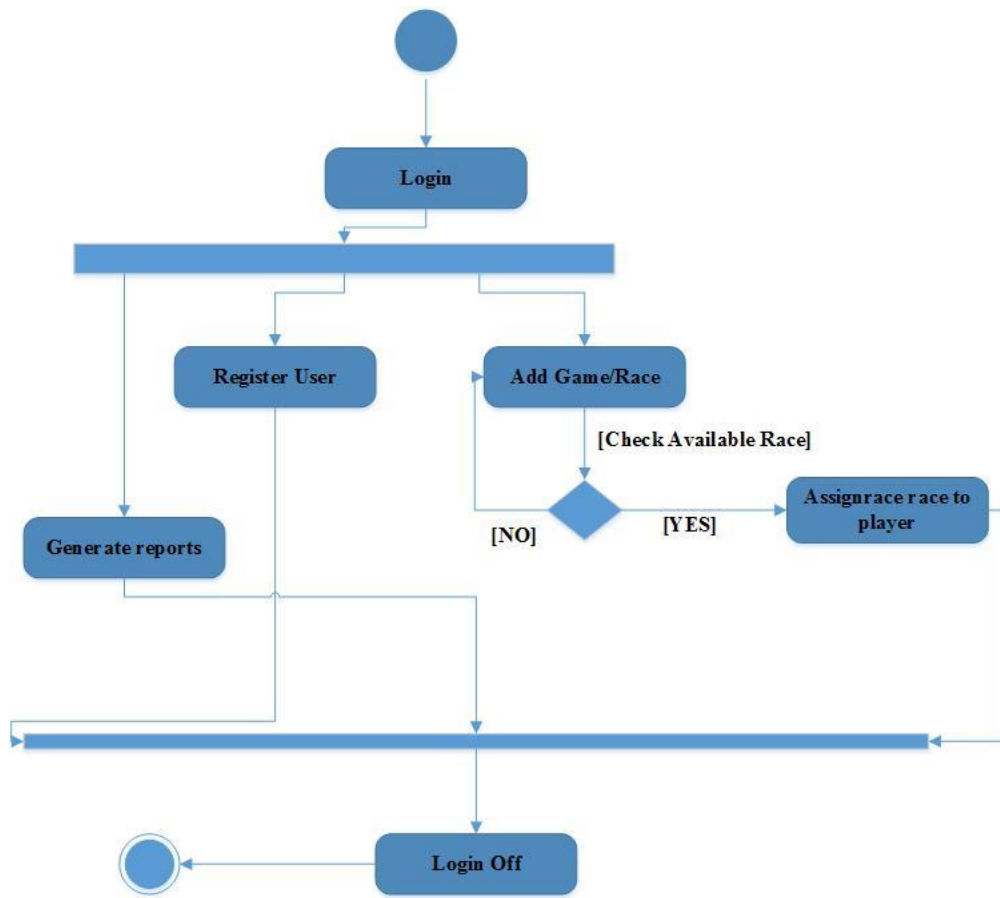 Login
Register User
Add Game/Race
[Check Available Race]
[NO]
[YES]
Assignrace race to
player
Generate reports
Login Off